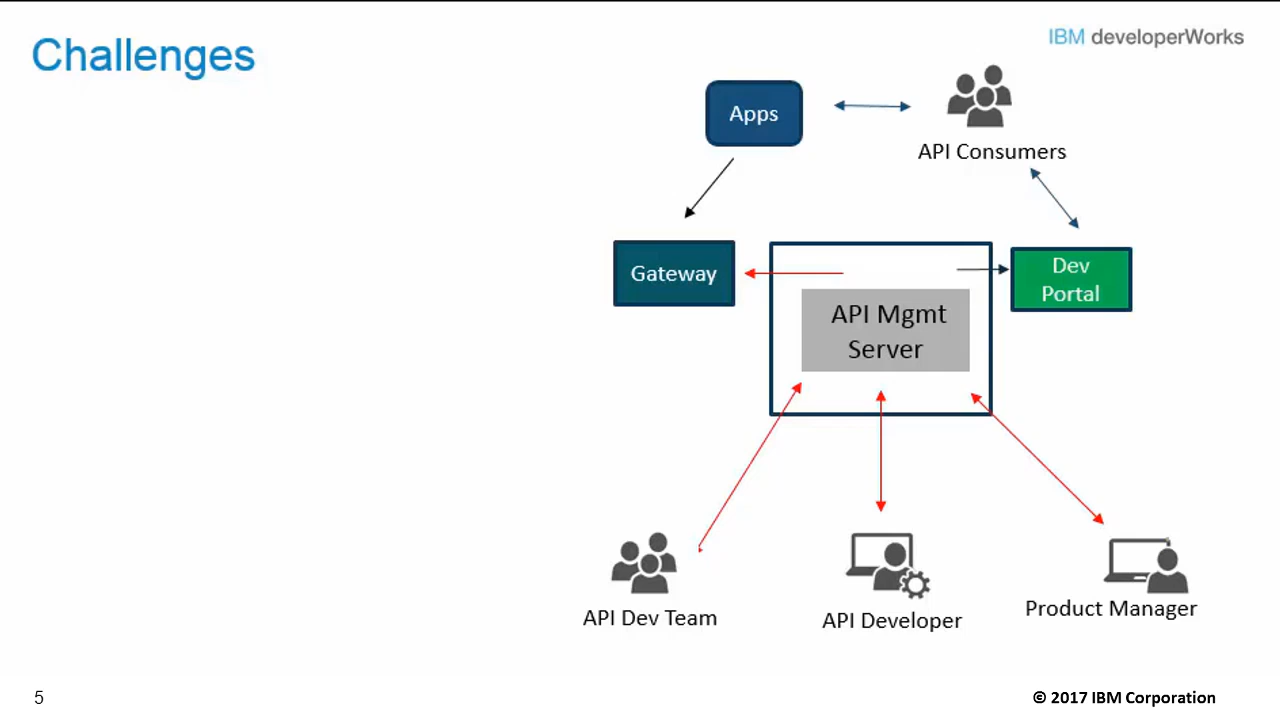 Challenges
IBM developerWorks
Apps
API Consumers
Gateway
Dev
Portal
API Mgmt
Server
API Dev Team
API Developer
Product Manager
5
© 2017 IBM Corporation